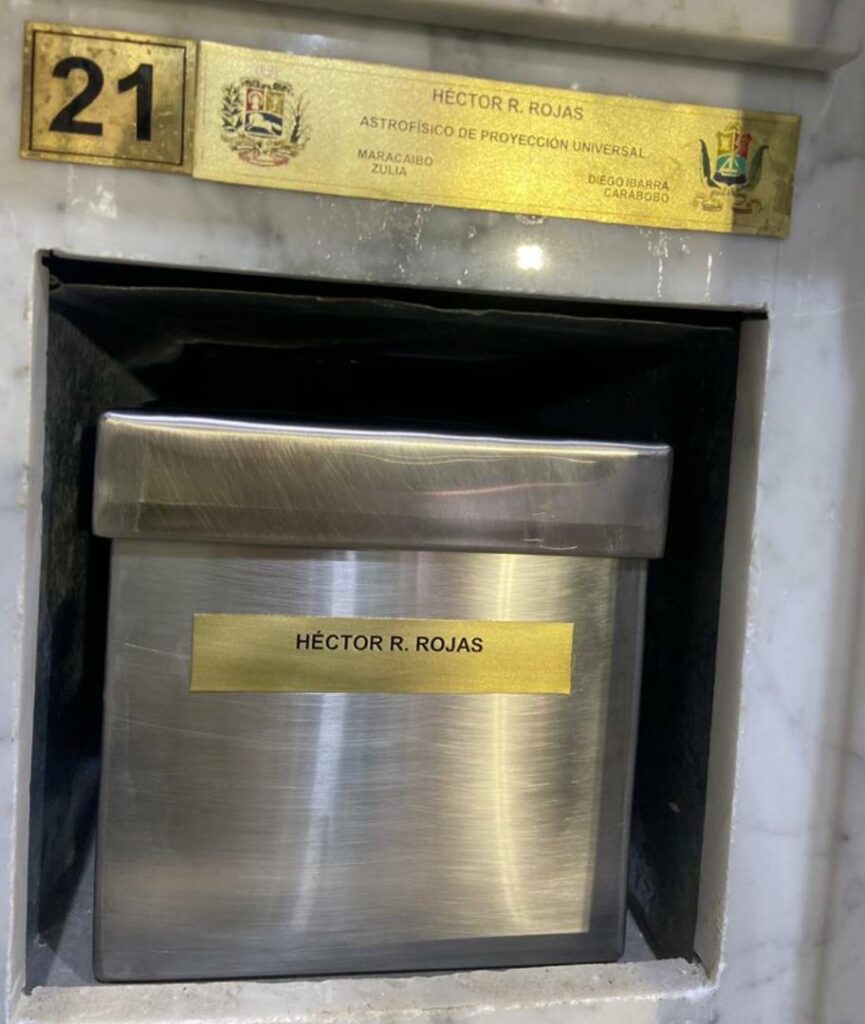 21
HÉCTOR R. ROJAS
ASTROFÍSICO DE PROYECCIÓN UNIVERSAL
MARACAIBO
ZULIA
DIEGO IBARRA
CARABOBO
HÉCTOR R. ROJAS